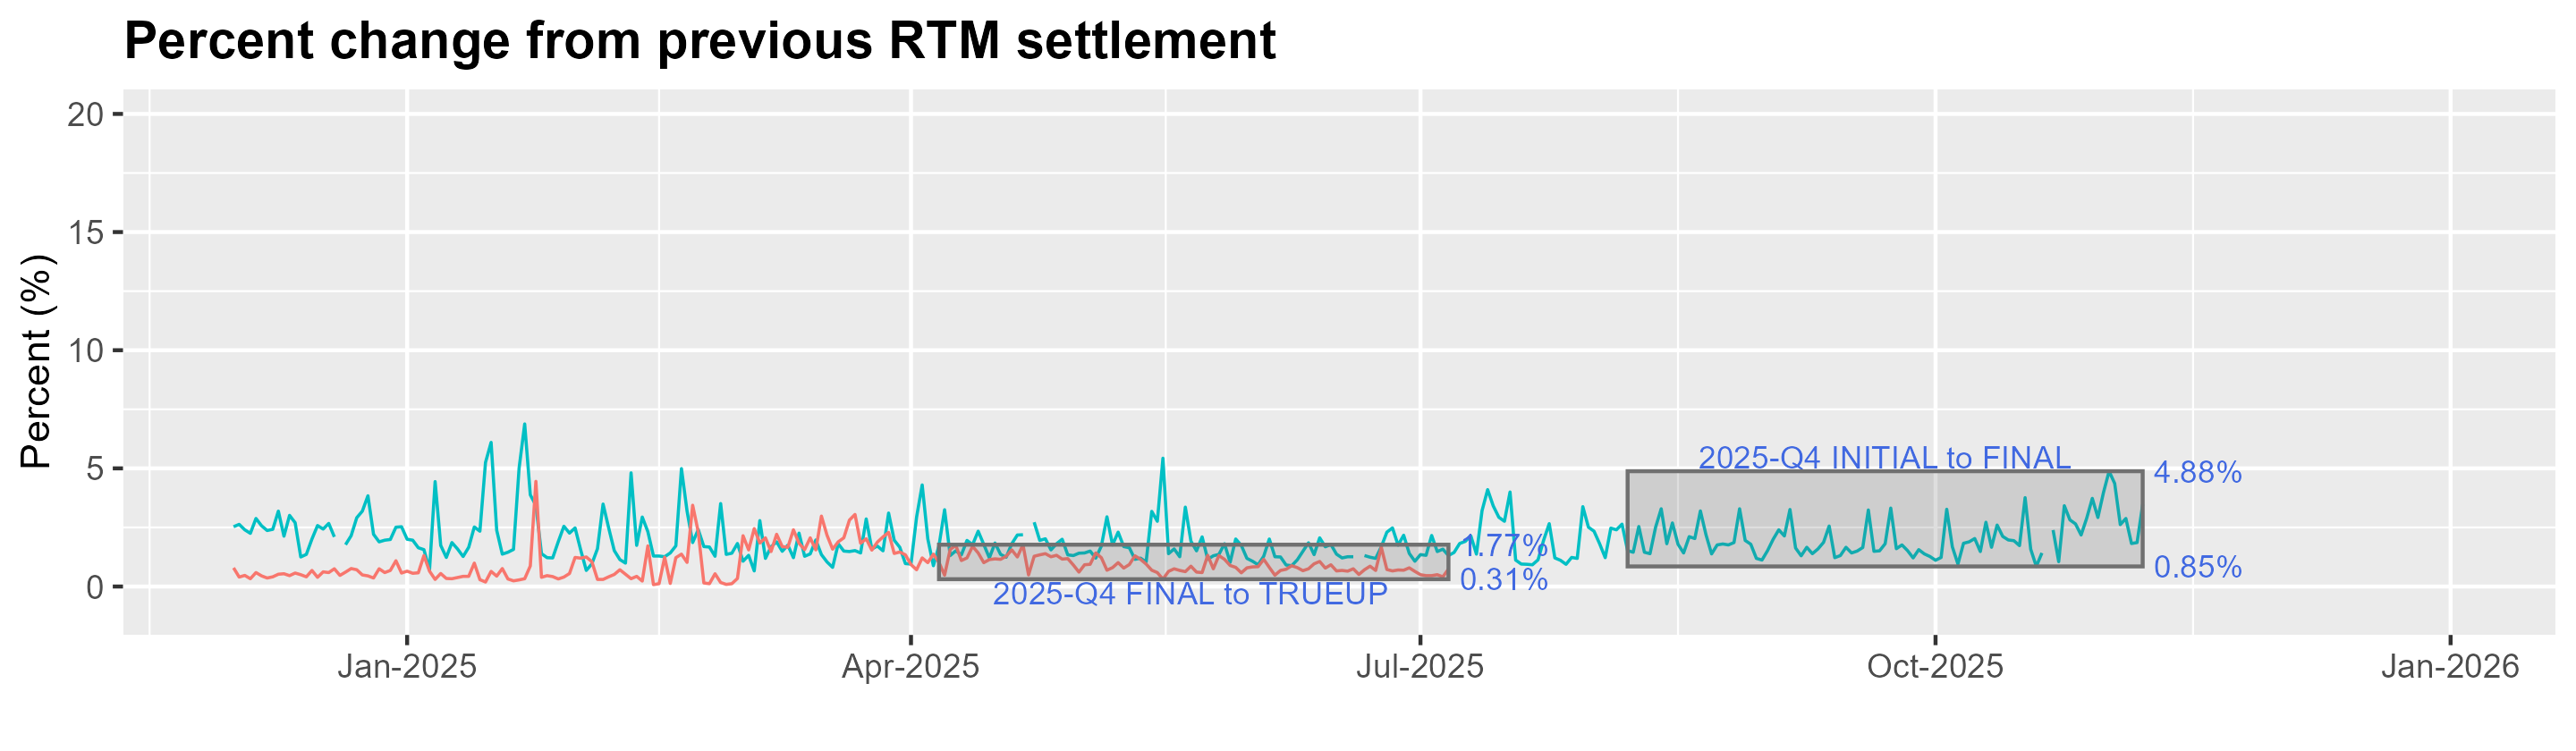 Percent change from previous RTM settlement
Percent (%)
20
15
10
5
0
2025-Q4 INITIAL to FINAL
4.88%
0.85%
1.77%
0.31%
2025-Q4 FINAL to TRUEUP
Jan-2025
Apr-2025
Jul-2025
Oct-2025
Jan-2026